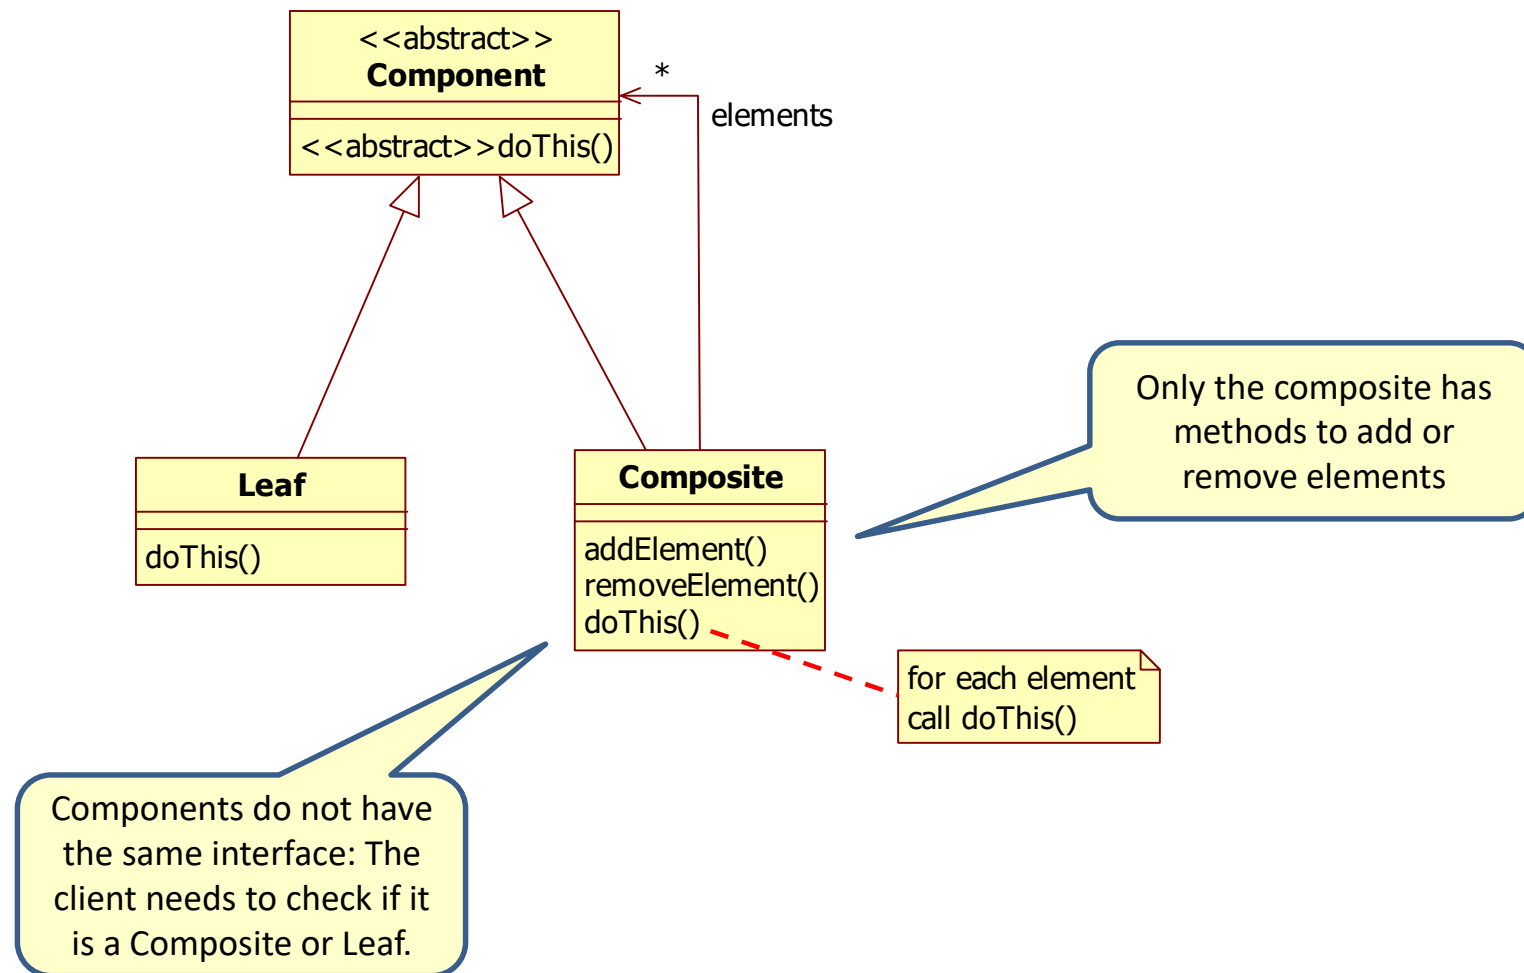 <<abstract>>
Component
<<abstract>>doThis()
*
elements
Leaf
doThis()
Composite
addElement()
removeElement()
doThis()
Only the composite has
methods to add or
remove elements
for each element
call doThis()
Components do not have
the same interface: The
client needs to check if it
is a Composite or Leaf.